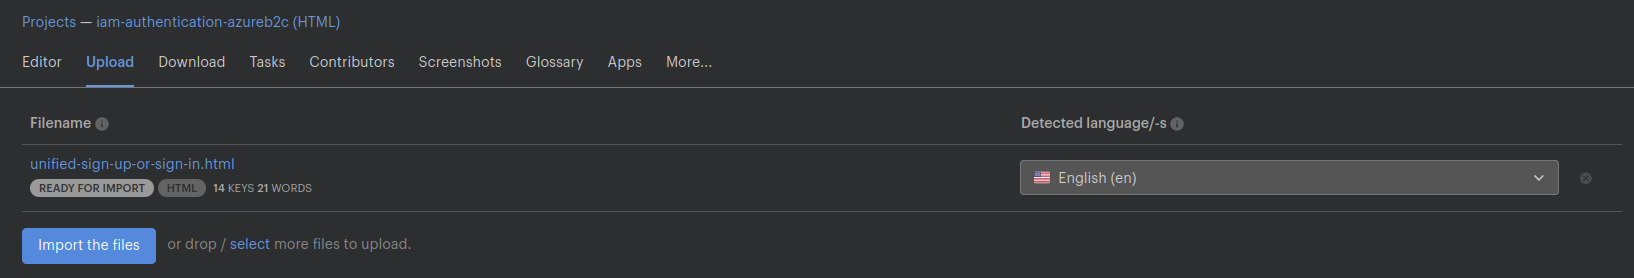 Projects — iam-authentication-azureb2c (HTML)
Editor Upload Download Tasks Contributors Screenshots Glossary Apps More...
Filename Detected language/-s
unified-sign-up-or-sign-in.html
English (en)
READY FOR IMPORT HTML 14 KEYS 21 WORDS
Import the files or drop / select more files to upload.